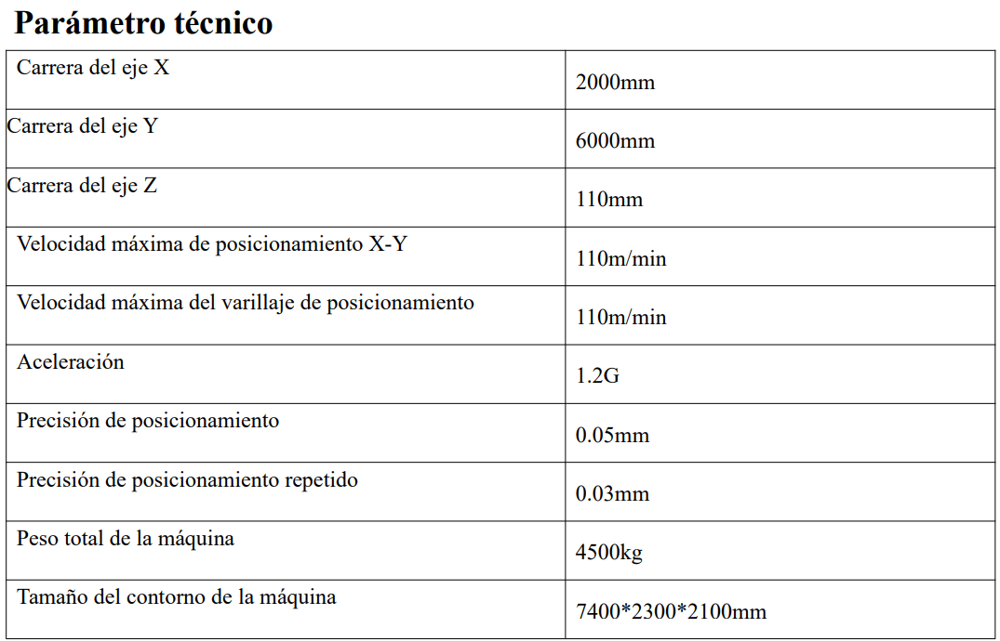 Parámetro técnico
Carrera del eje X 2000mm
Carrera del eje Y 6000mm
Carrera del eje Z 110mm
Velocidad máxima de posicionamiento X-Y 110m/min
Velocidad máxima del varillaje de posicionamiento 110m/min
Aceleración 1.2G
Precisión de posicionamiento 0.05mm
Precisión de posicionamiento repetido 0.03mm
Peso total de la máquina 4500kg
Tamaño del contorno de la máquina 7400*2300*2100mm